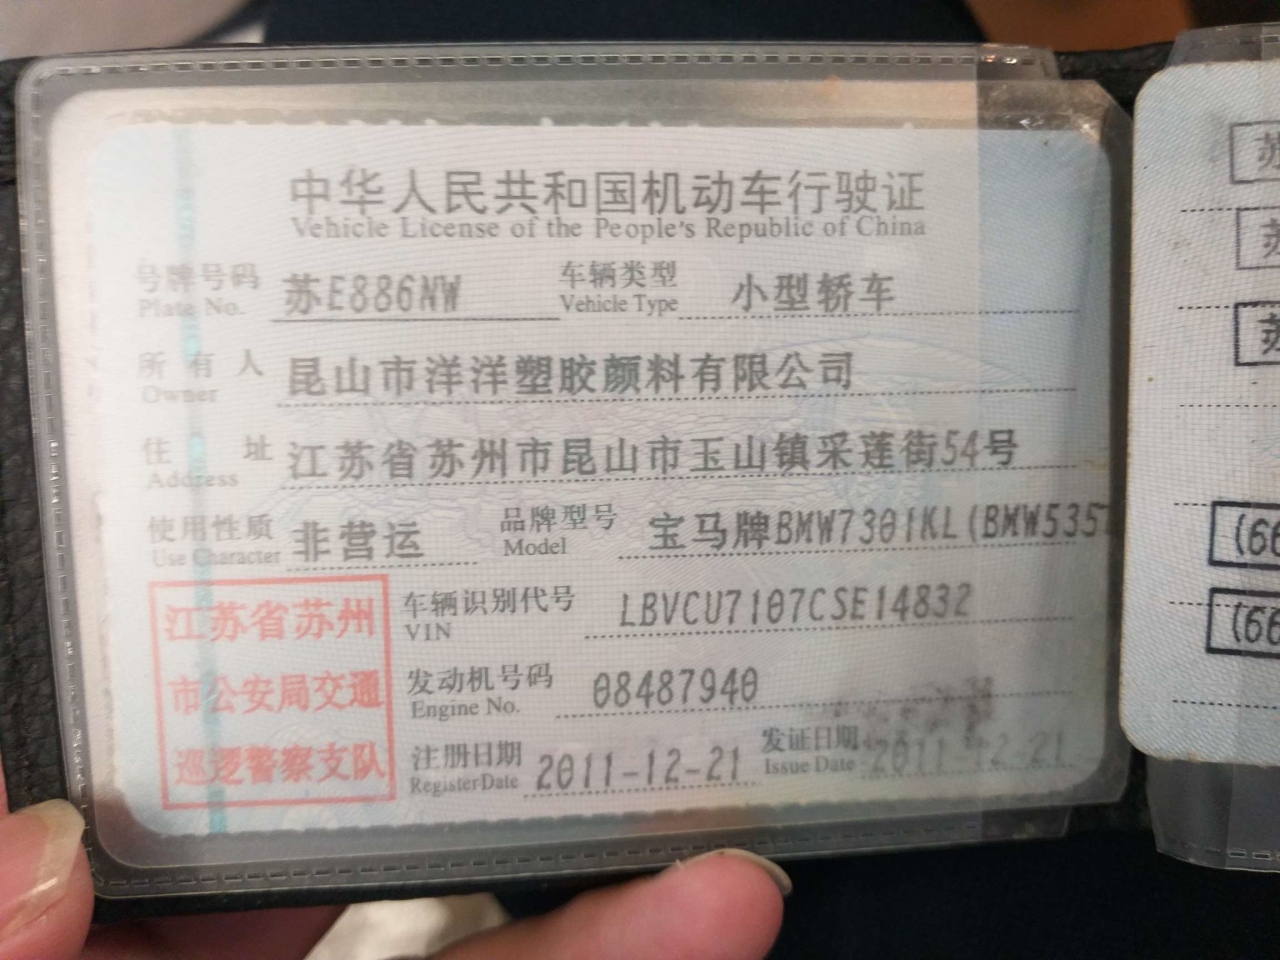 中华人民共和国机动车行驶证
Vehicle License of the People's Republic of China
号牌号码 苏E886NW 车辆类型 小型轿车
Plate No. Vehicle Type
所有人 昆山市洋洋塑胶颜料有限公司
Owner
住址 江苏省苏州市昆山市玉山镇采莲街54号
Address
使用性质 非营运 品牌型号 宝马牌BMW7301KL(BMW535
Use Character Model
江苏省苏州
市公安局交通
巡逻警察支队
车辆识别代号 LBVCU7107CSE14832
VIN
发动机号码 08487940
Engine No.
注册日期 2011-12-21 发证日期 2011-12-21
Register Date Issue Date
苏
苏
苏
(66
(66